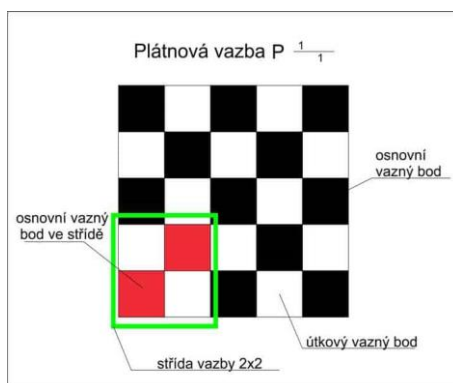 Plátnová vazba P 1/1
osnovní
vazný bod
osnovní vazný
bod ve střídě
útkový vazný bod
střída vazby 2x2